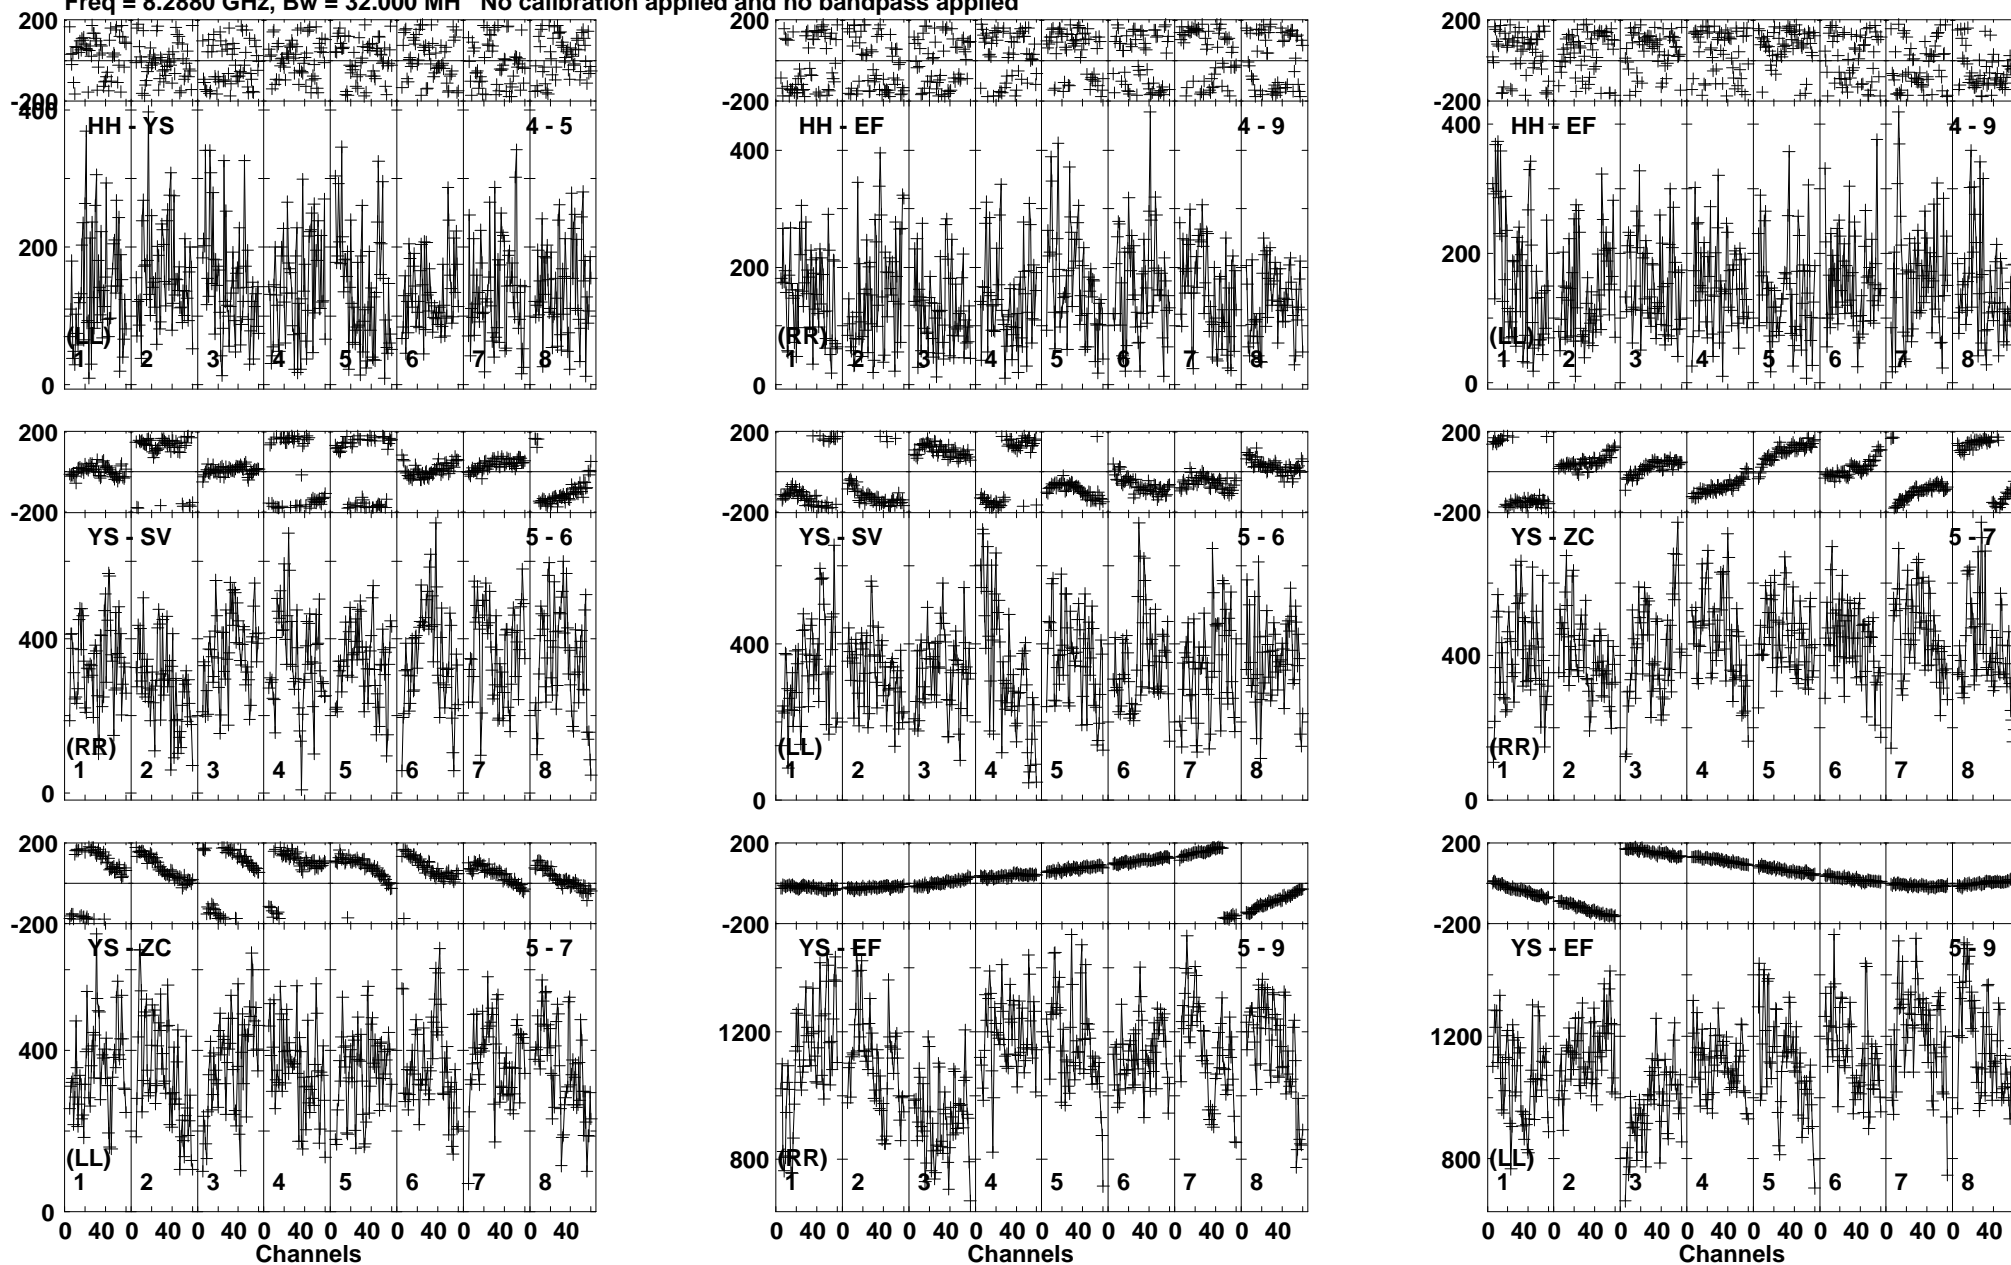 Freq = 8.2880 GHz, Bw = 32.000 MH No calibration applied and no bandpass applied
200 200 200
-200 -200 -200
400
HH - YS 4 - 5 HH - EF 4 - 9 HH - EF 4 - 9
400 400
200 200 200
(LL) (RR) (LL)
1 2 3 4 5 6 7 8 1 2 3 4 5 6 7 8 1 2 3 4 5 6 7 8
0 0 0
200 200 200
-200 -200 -200
YS - SV 5 - 6 YS - SV 5 - 6 YS - ZC 5 - 7
400 400 400
(RR) (LL) (RR)
1 2 3 4 5 6 7 8 1 2 3 4 5 6 7 8 1 2 3 4 5 6 7 8
0 0 0
200 200 200
-200 -200 -200
YS - ZC 5 - 7 YS - EF 5 - 9 YS - EF 5 - 9
400 1200 1200
(LL) 800 (RR) 800 (LL)
1 2 3 4 5 6 7 8 1 2 3 4 5 6 7 8 1 2 3 4 5 6 7 8
0
0 40 0 40 0 40 0 40 0 40 0 40 0 40 0 40 0 40 0 40 0 40 0 40 0 40 0 40 0 40 0 40 0 40 0 40 0 40 0 40 0 40 0 40 0 40 0 40
Channels Channels Channels